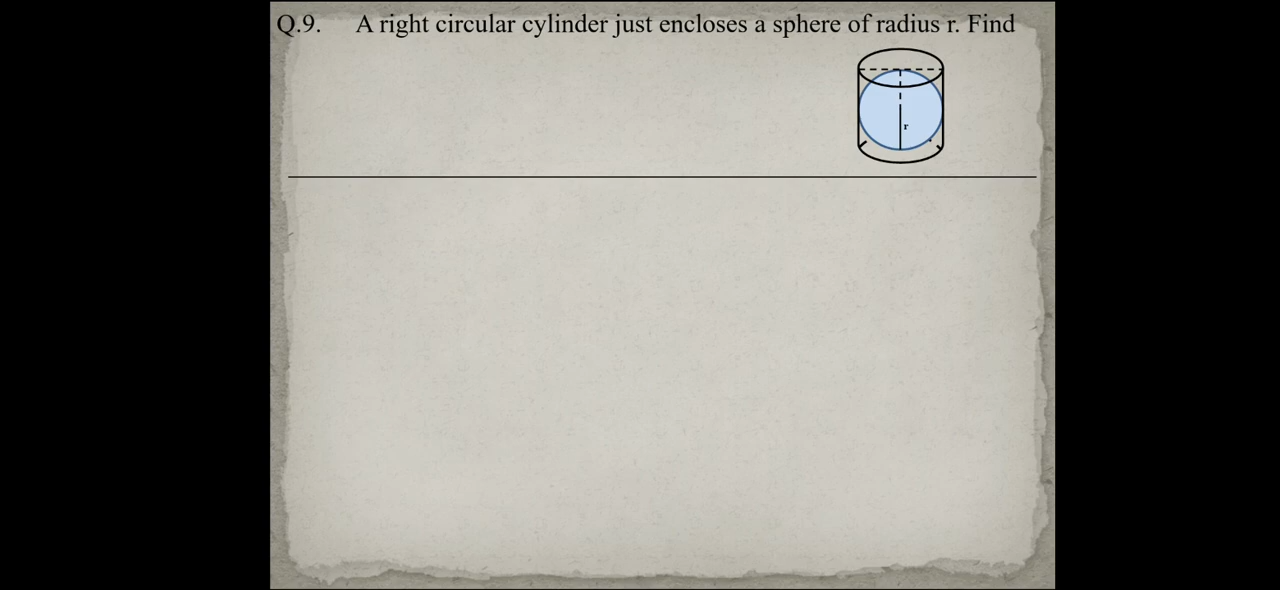 Q.9. A right circular cylinder just encloses a sphere of radius r. Find
r